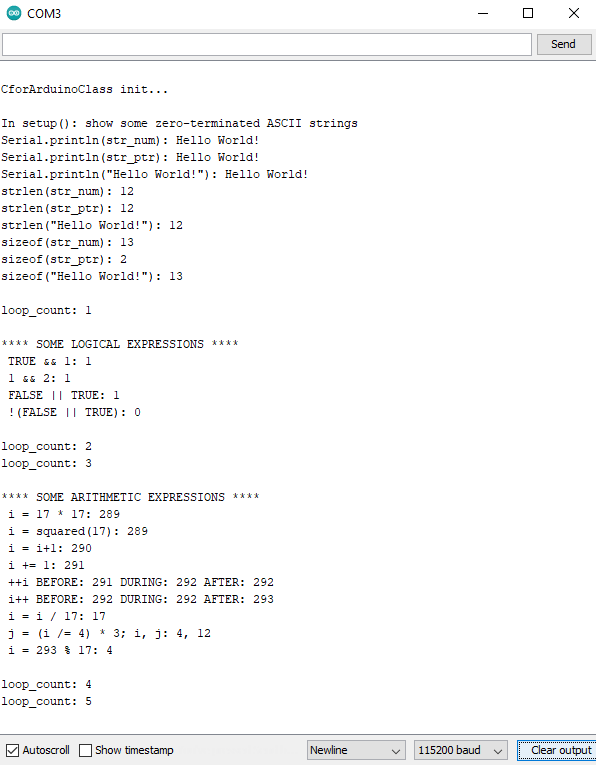 COM3
Send
CforArduinoClass init...
In setup(): show some zero-terminated ASCII strings
Serial.println(str_num): Hello World!
Serial.println(str_ptr): Hello World!
Serial.println("Hello World!"): Hello World!
strlen(str_num): 12
strlen(str_ptr): 12
strlen("Hello World!"): 12
sizeof(str_num): 13
sizeof(str_ptr): 2
sizeof("Hello World!"): 13
loop_count: 1
**** SOME LOGICAL EXPRESSIONS ****
TRUE && 1: 1
1 && 2: 1
FALSE || TRUE: 1
!(FALSE || TRUE): 0
loop_count: 2
loop_count: 3
**** SOME ARITHMETIC EXPRESSIONS ****
i = 17 * 17: 289
i = squared(17): 289
i = i+1: 290
i += 1: 291
++i BEFORE: 291 DURING: 292 AFTER: 292
i++ BEFORE: 292 DURING: 292 AFTER: 293
i = i / 17: 17
j = (i /= 4) * 3; i, j: 4, 12
i = 293 % 17: 4
loop_count: 4
loop_count: 5
Autoscroll Show timestamp Newline 115200 baud Clear output